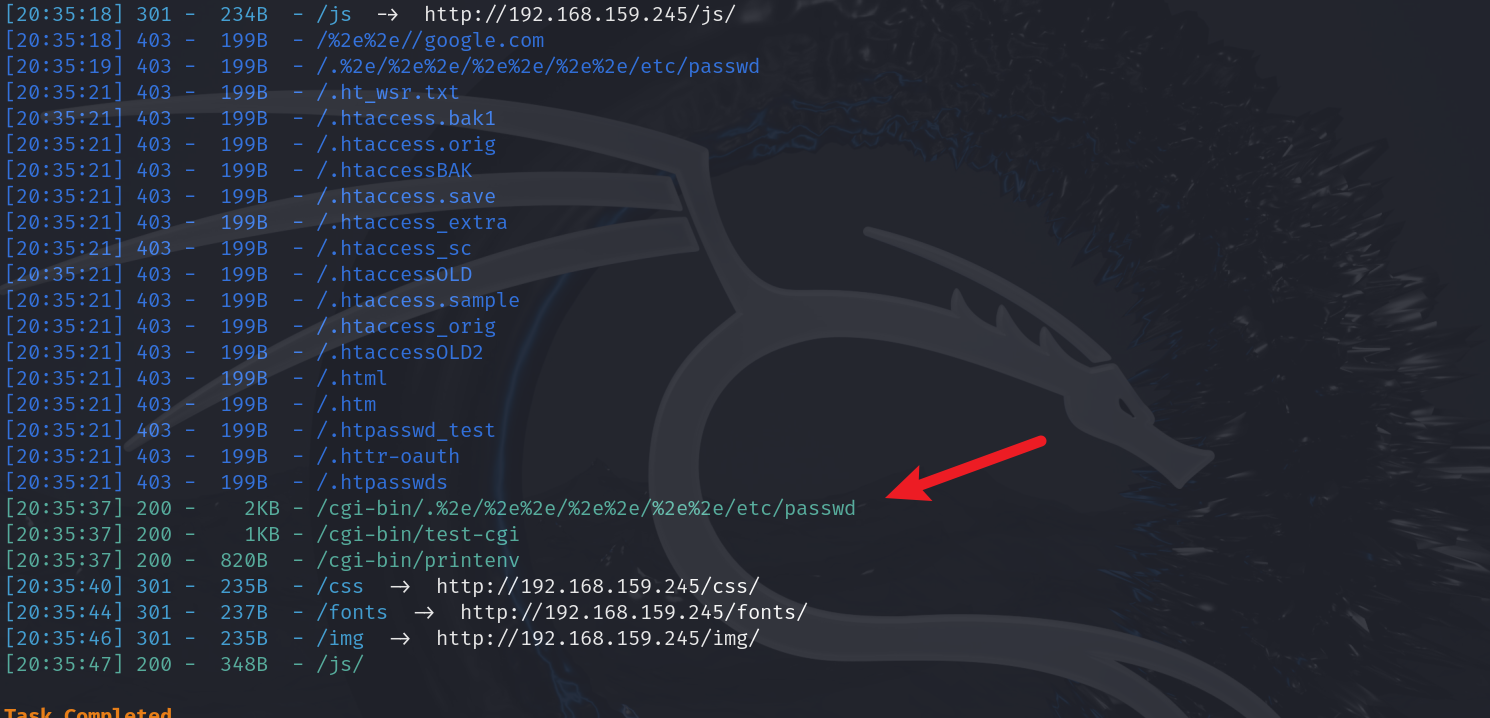 [20:35:18] 301 -  234B  - /js  →  http://192.168.159.245/js/
[20:35:18] 403 -  199B  - /%2e%2e//google.com
[20:35:19] 403 -  199B  - /.%2e/%2e%2e/%2e%2e/%2e%2e/etc/passwd
[20:35:21] 403 -  199B  - /.ht_wsr.txt
[20:35:21] 403 -  199B  - /.htaccess.bak1
[20:35:21] 403 -  199B  - /.htaccess.orig
[20:35:21] 403 -  199B  - /.htaccessBAK
[20:35:21] 403 -  199B  - /.htaccess.save
[20:35:21] 403 -  199B  - /.htaccess_extra
[20:35:21] 403 -  199B  - /.htaccess_sc
[20:35:21] 403 -  199B  - /.htaccessOLD
[20:35:21] 403 -  199B  - /.htaccess.sample
[20:35:21] 403 -  199B  - /.htaccess_orig
[20:35:21] 403 -  199B  - /.htaccessOLD2
[20:35:21] 403 -  199B  - /.html
[20:35:21] 403 -  199B  - /.htm
[20:35:21] 403 -  199B  - /.htpasswd_test
[20:35:21] 403 -  199B  - /.httr-oauth
[20:35:21] 403 -  199B  - /.htpasswds
[20:35:37] 200 -    2KB - /cgi-bin/.%2e/%2e%2e/%2e%2e/%2e%2e/etc/passwd
[20:35:37] 200 -    1KB - /cgi-bin/test-cgi
[20:35:37] 200 -  820B  - /cgi-bin/printenv
[20:35:40] 301 -  235B  - /css  →  http://192.168.159.245/css/
[20:35:44] 301 -  237B  - /fonts  →  http://192.168.159.245/fonts/
[20:35:46] 301 -  235B  - /img  →  http://192.168.159.245/img/
[20:35:47] 200 -  348B  - /js/
Task Completed